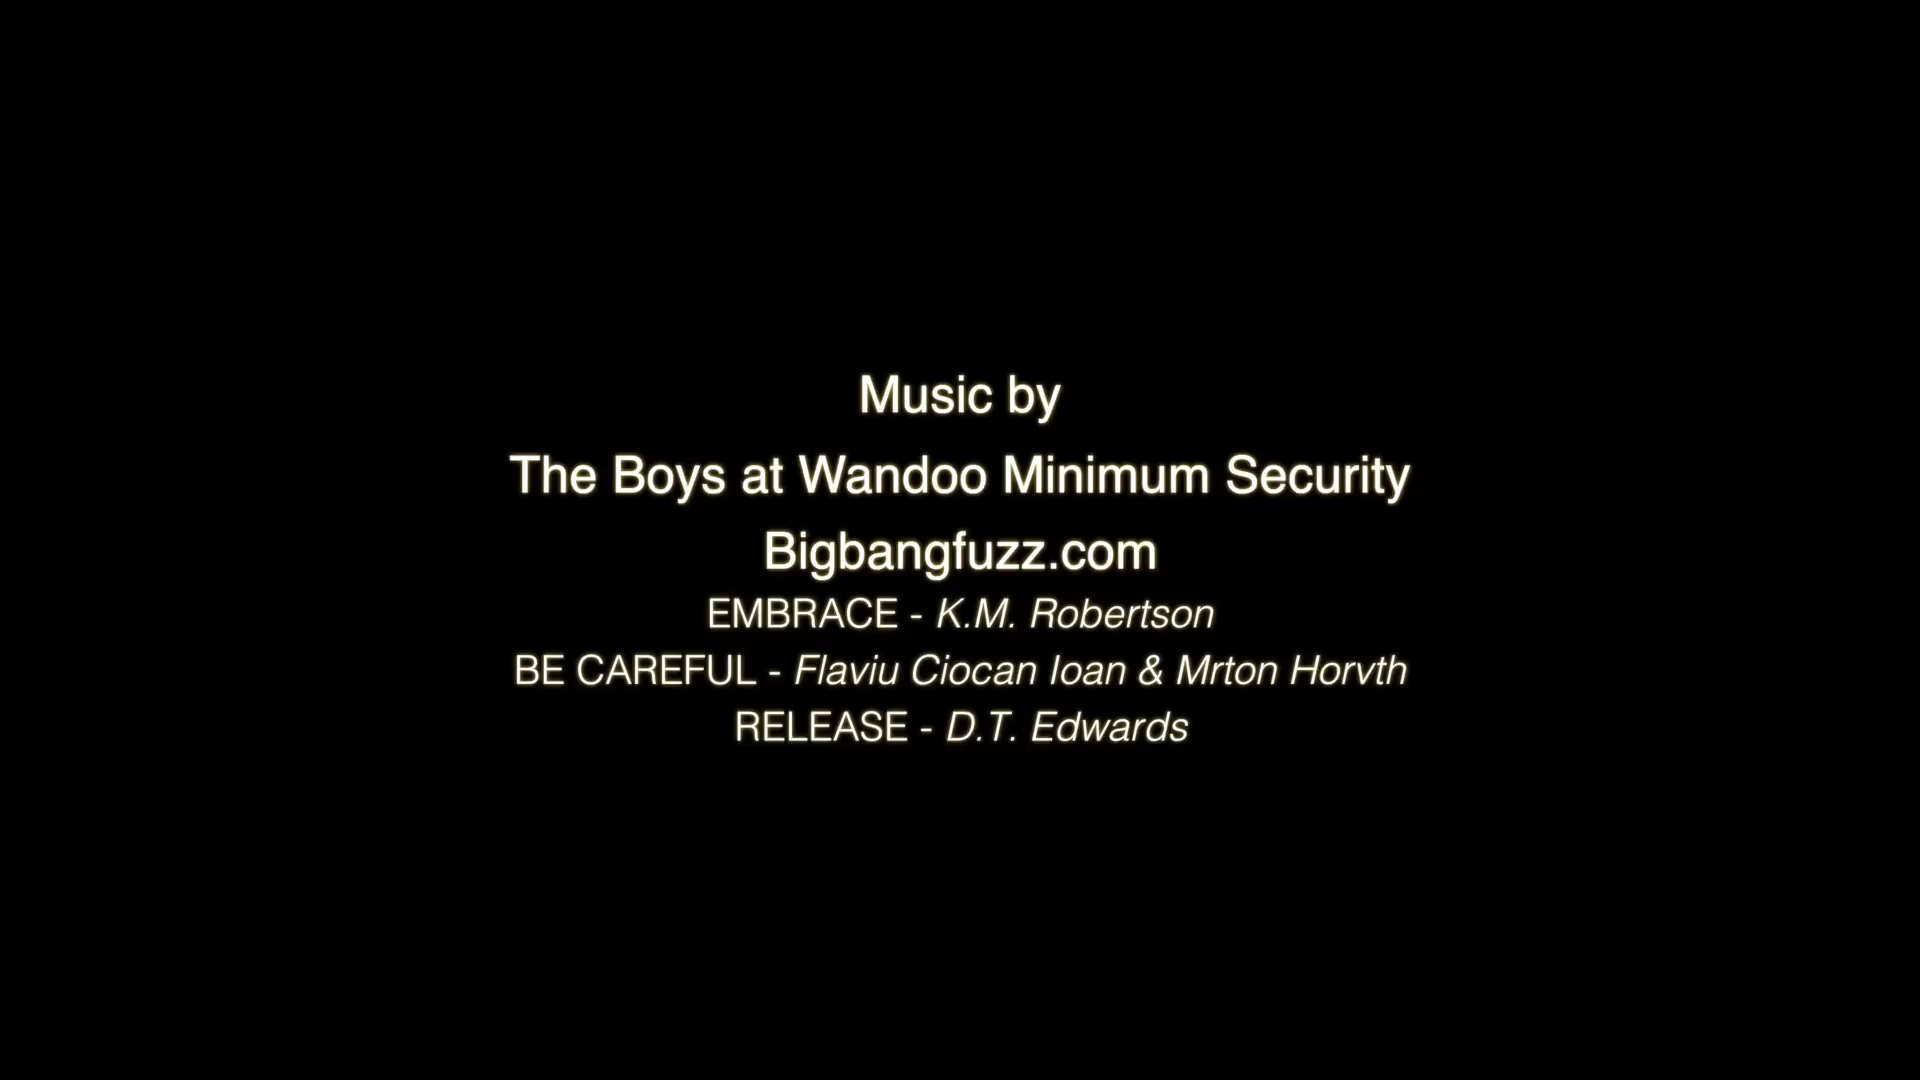 Music by
The Boys at Wandoo Minimum Security
Bigbangfuzz.com
EMBRACE - K.M. Robertson
BE CAREFUL - Flaviu Ciocan Ioan & Mrton Horvth
RELEASE - D.T. Edwards